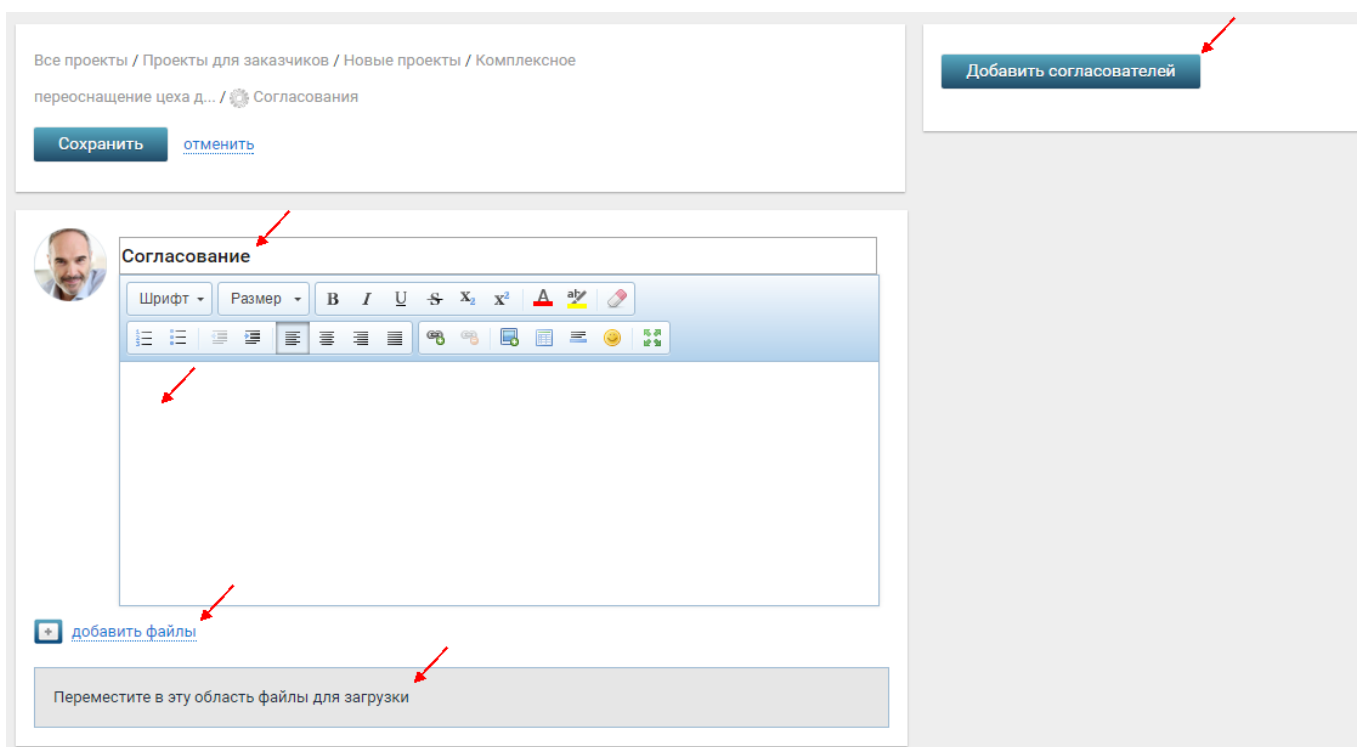 Все проекты / Проекты для заказчиков / Новые проекты / Комплексное
переоснащение цеха д... / Согласования
Сохранить отменить
Добавить согласователей
Согласование
Шрифт Размер B I U S X₂ X² A ab
добавить файлы
Переместите в эту область файлы для загрузки